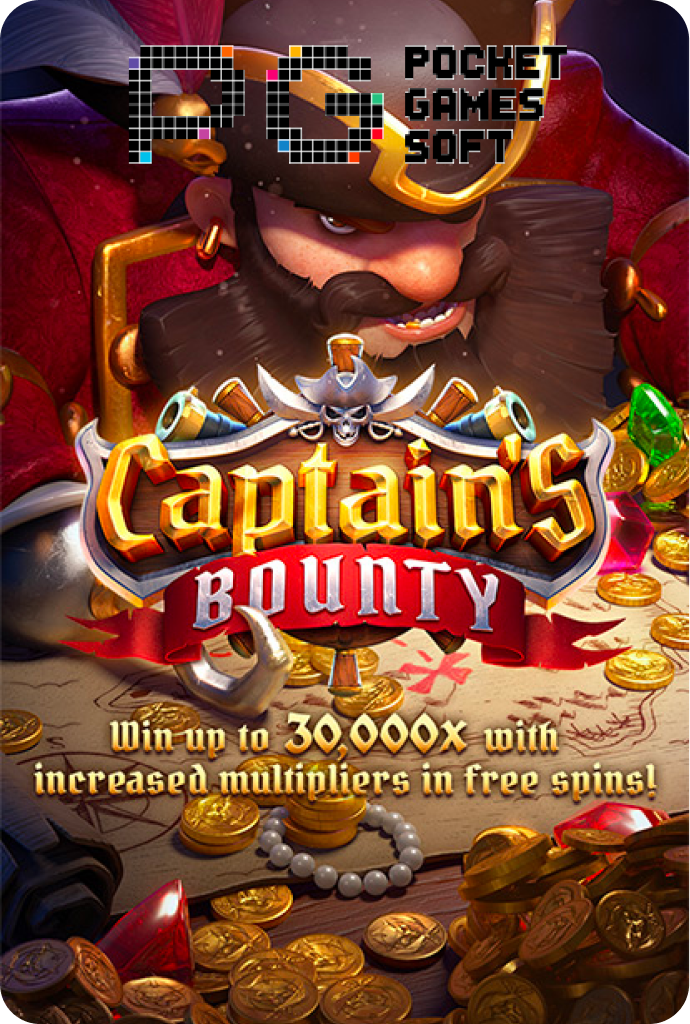 PG
POCKET
GAMES
SOFT
Captain's
BOUNTY
Win up to 30,000x with
increased multipliers in free spins!